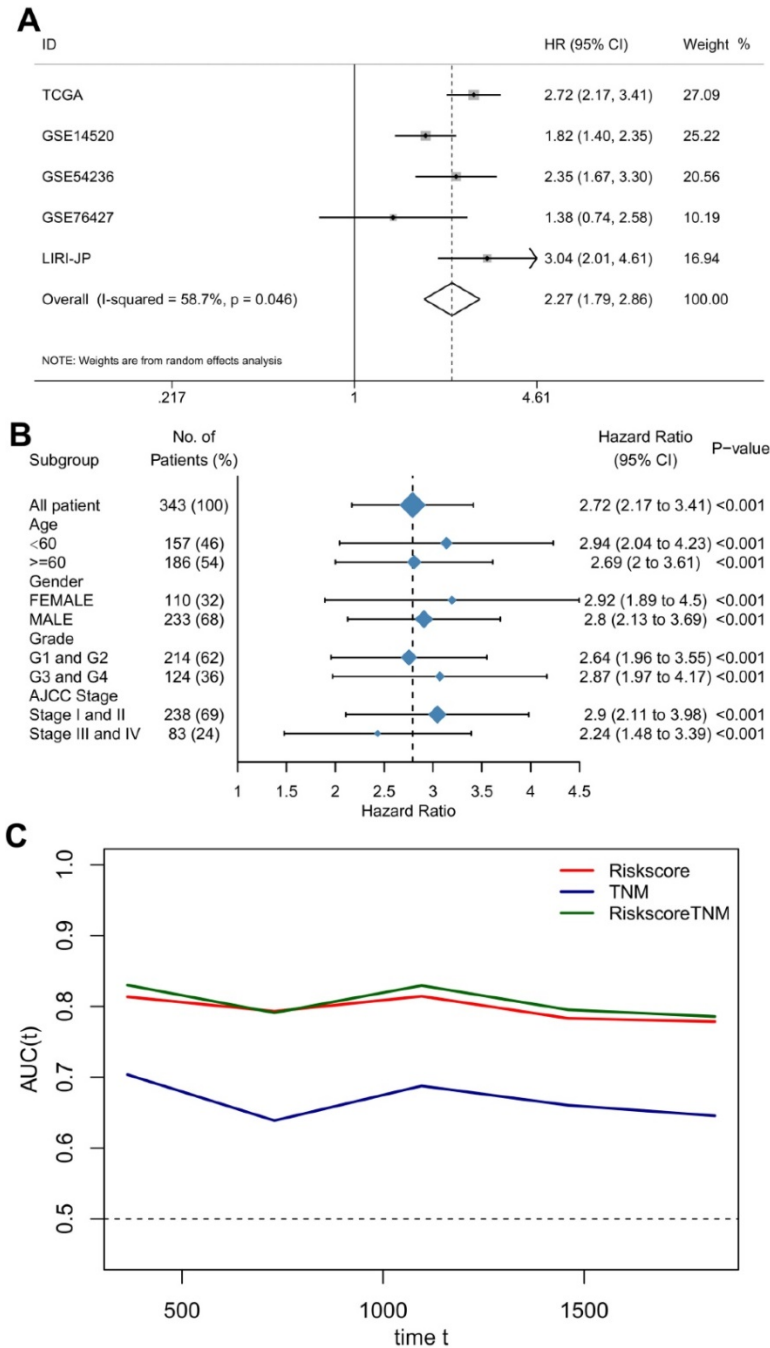 A
ID HR (95% CI) Weight %
TCGA 2.72 (2.17, 3.41) 27.09
GSE14520 1.82 (1.40, 2.35) 25.22
GSE54236 2.35 (1.67, 3.30) 20.56
GSE76427 1.38 (0.74, 2.58) 10.19
LIRI-JP 3.04 (2.01, 4.61) 16.94
Overall (I-squared = 58.7%, p = 0.046) 2.27 (1.79, 2.86) 100.00
NOTE: Weights are from random effects analysis
.217 1 4.61
B
No. of Hazard Ratio
Subgroup Patients (%) (95% CI) P−value
All patient 343 (100) 2.72 (2.17 to 3.41) <0.001
Age
<60 157 (46) 2.94 (2.04 to 4.23) <0.001
>=60 186 (54) 2.69 (2 to 3.61) <0.001
Gender
FEMALE 110 (32) 2.92 (1.89 to 4.5) <0.001
MALE 233 (68) 2.8 (2.13 to 3.69) <0.001
Grade
G1 and G2 214 (62) 2.64 (1.96 to 3.55) <0.001
G3 and G4 124 (36) 2.87 (1.97 to 4.17) <0.001
AJCC Stage
Stage I and II 238 (69) 2.9 (2.11 to 3.98) <0.001
Stage III and IV 83 (24) 2.24 (1.48 to 3.39) <0.001
1 1.5 2 2.5 3 3.5 4 4.5
Hazard Ratio
C
Riskscore
TNM
RiskscoreTNM
AUC(t)
1.0
0.9
0.8
0.7
0.6
0.5
500 1000 1500
time t